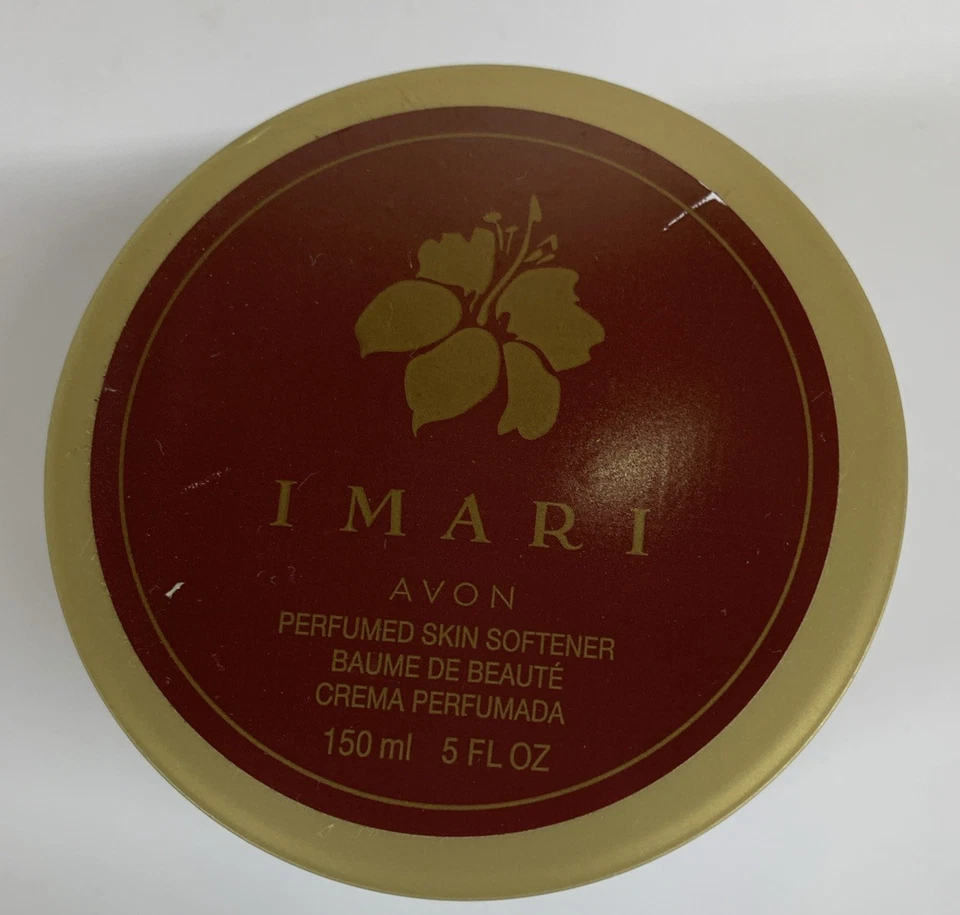 IMARI
AVON
PERFUMED SKIN SOFTENER
BAUME DE BEAUTÉ
CREMA PERFUMADA
150 ml 5 FL OZ